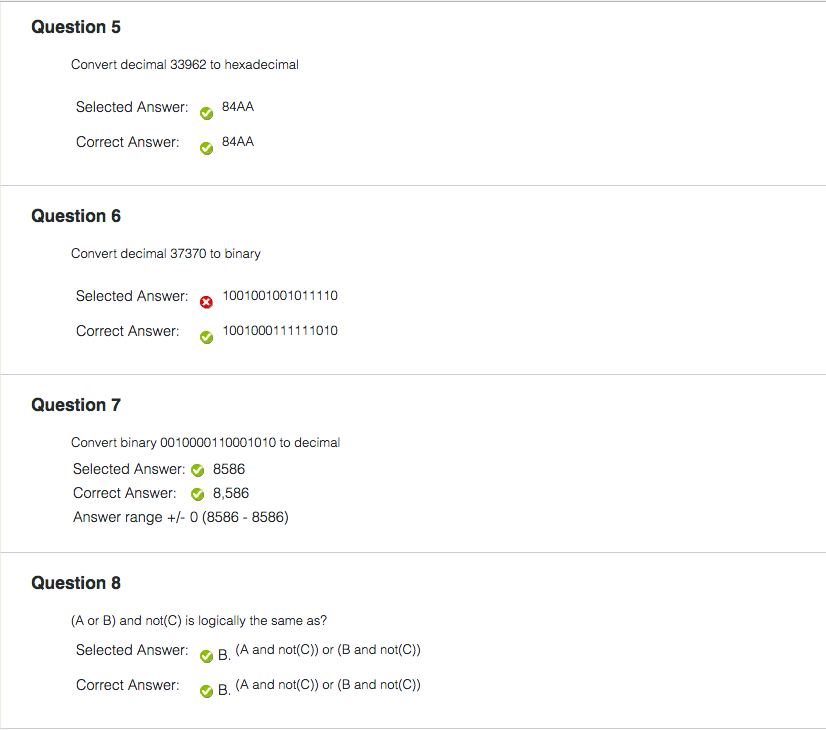 Question 5
Convert decimal 33962 to hexadecimal
Selected Answer: 84AA
Correct Answer: 84AA
Question 6
Convert decimal 37370 to binary
Selected Answer: 1001001001011110
Correct Answer: 1001000111111010
Question 7
Convert binary 0010000110001010 to decimal
Selected Answer: 8586
Correct Answer: 8,586
Answer range +/- 0 (8586 - 8586)
Question 8
(A or B) and not(C) is logically the same as?
Selected Answer: B. (A and not(C)) or (B and not(C))
Correct Answer: B. (A and not(C)) or (B and not(C))